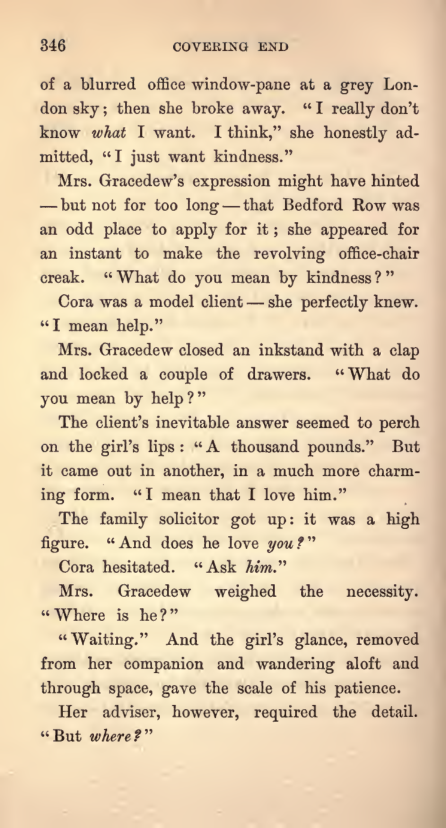 346 COVERING END
of a blurred office window-pane at a grey Lon-
don sky; then she broke away. "I really don't
know what I want. I think," she honestly ad-
mitted, "I just want kindness."
Mrs. Gracedew's expression might have hinted
—but not for too long—that Bedford Row was
an odd place to apply for it; she appeared for
an instant to make the revolving office-chair
creak. "What do you mean by kindness?"
Cora was a model client—she perfectly knew.
"I mean help."
Mrs. Gracedew closed an inkstand with a clap
and locked a couple of drawers. "What do
you mean by help?"
The client's inevitable answer seemed to perch
on the girl's lips: "A thousand pounds." But
it came out in another, in a much more charm-
ing form. "I mean that I love him."
The family solicitor got up: it was a high
figure. "And does he love you?"
Cora hesitated. "Ask him."
Mrs. Gracedew weighed the necessity.
"Where is he?"
"Waiting." And the girl's glance, removed
from her companion and wandering aloft and
through space, gave the scale of his patience.
Her adviser, however, required the detail.
"But where?"